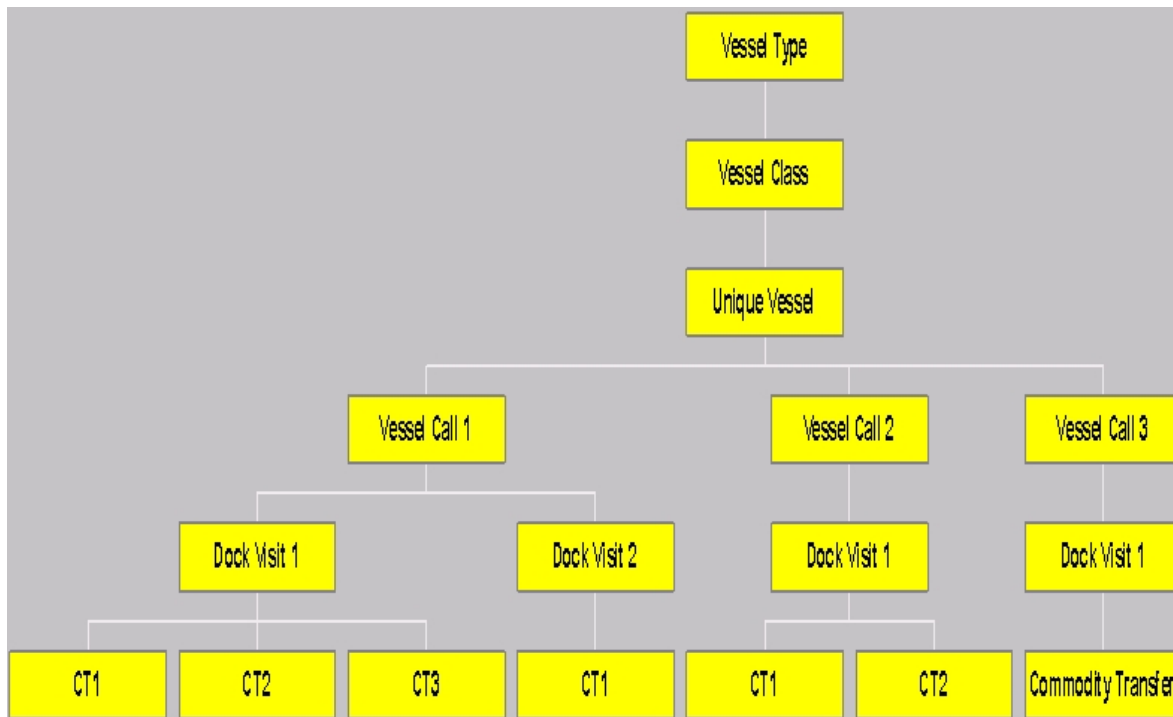 Vessel Type
Vessel Class
Unique Vessel
Vessel Call 1
Vessel Call 2
Vessel Call 3
Dock Visit 1
Dock Visit 2
Dock Visit 1
Dock Visit 1
CT1
CT2
CT3
CT1
CT1
CT2
Commodity Transfer